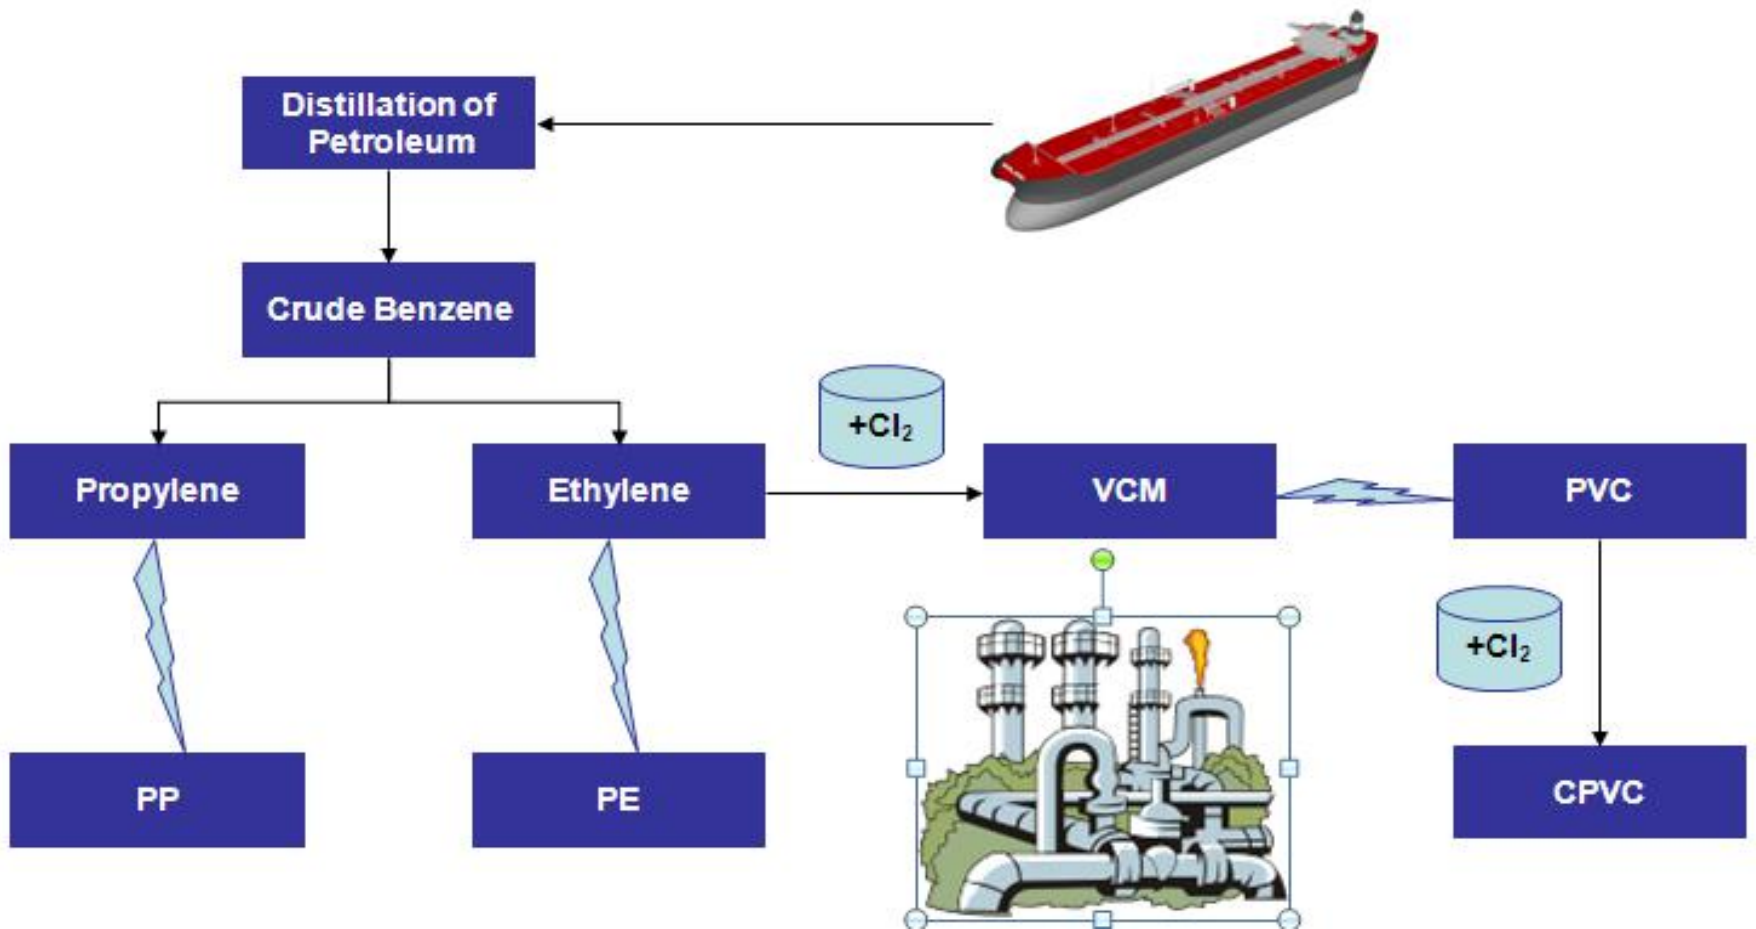 Distillation of
Petroleum
Crude Benzene
+Cl₂
Propylene
Ethylene
VCM
PVC
+Cl₂
PP
PE
CPVC